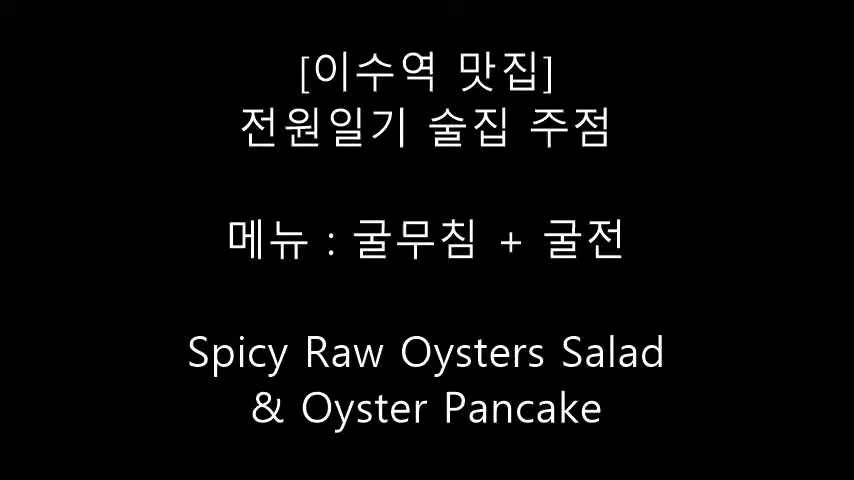 [이수역 맛집]
전원일기 술집 주점
메뉴 : 굴무침 + 굴전
Spicy Raw Oysters Salad
& Oyster Pancake